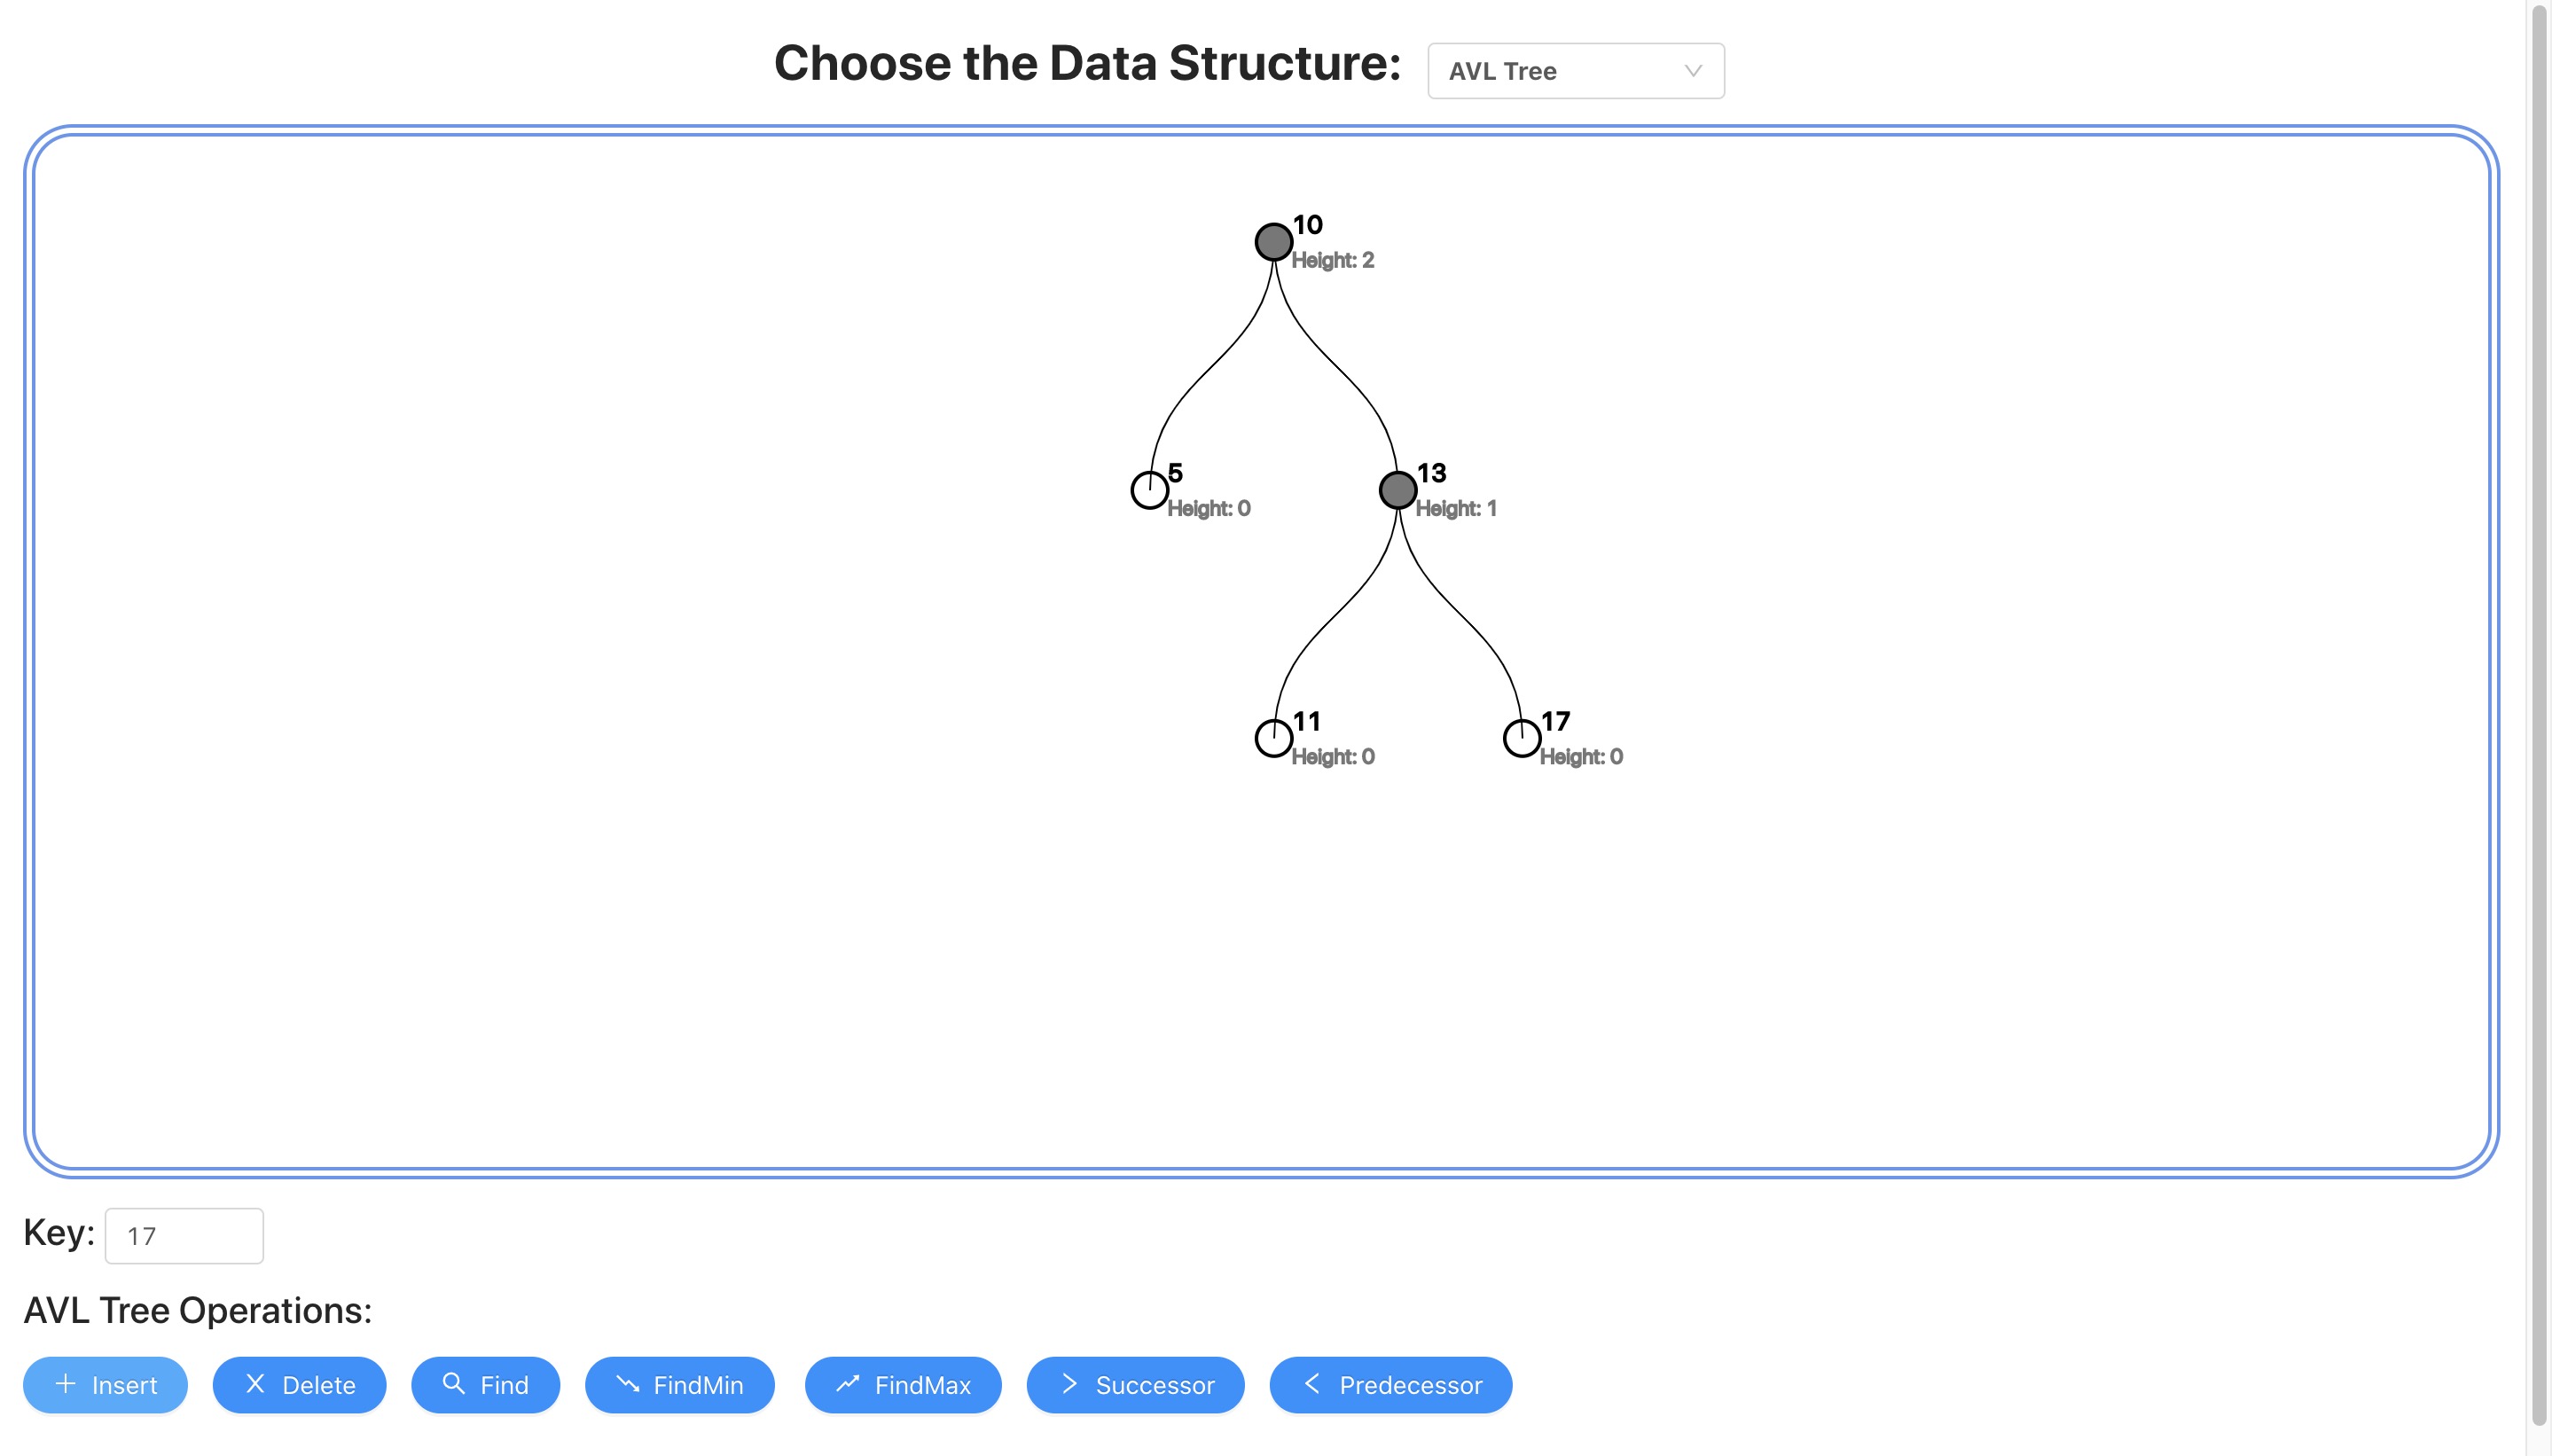 Choose the Data Structure: AVL Tree
10
Height: 2
5
Height: 0
13
Height: 1
11
Height: 0
17
Height: 0
Key: 17
AVL Tree Operations:
Insert Delete Find FindMin FindMax Successor Predecessor